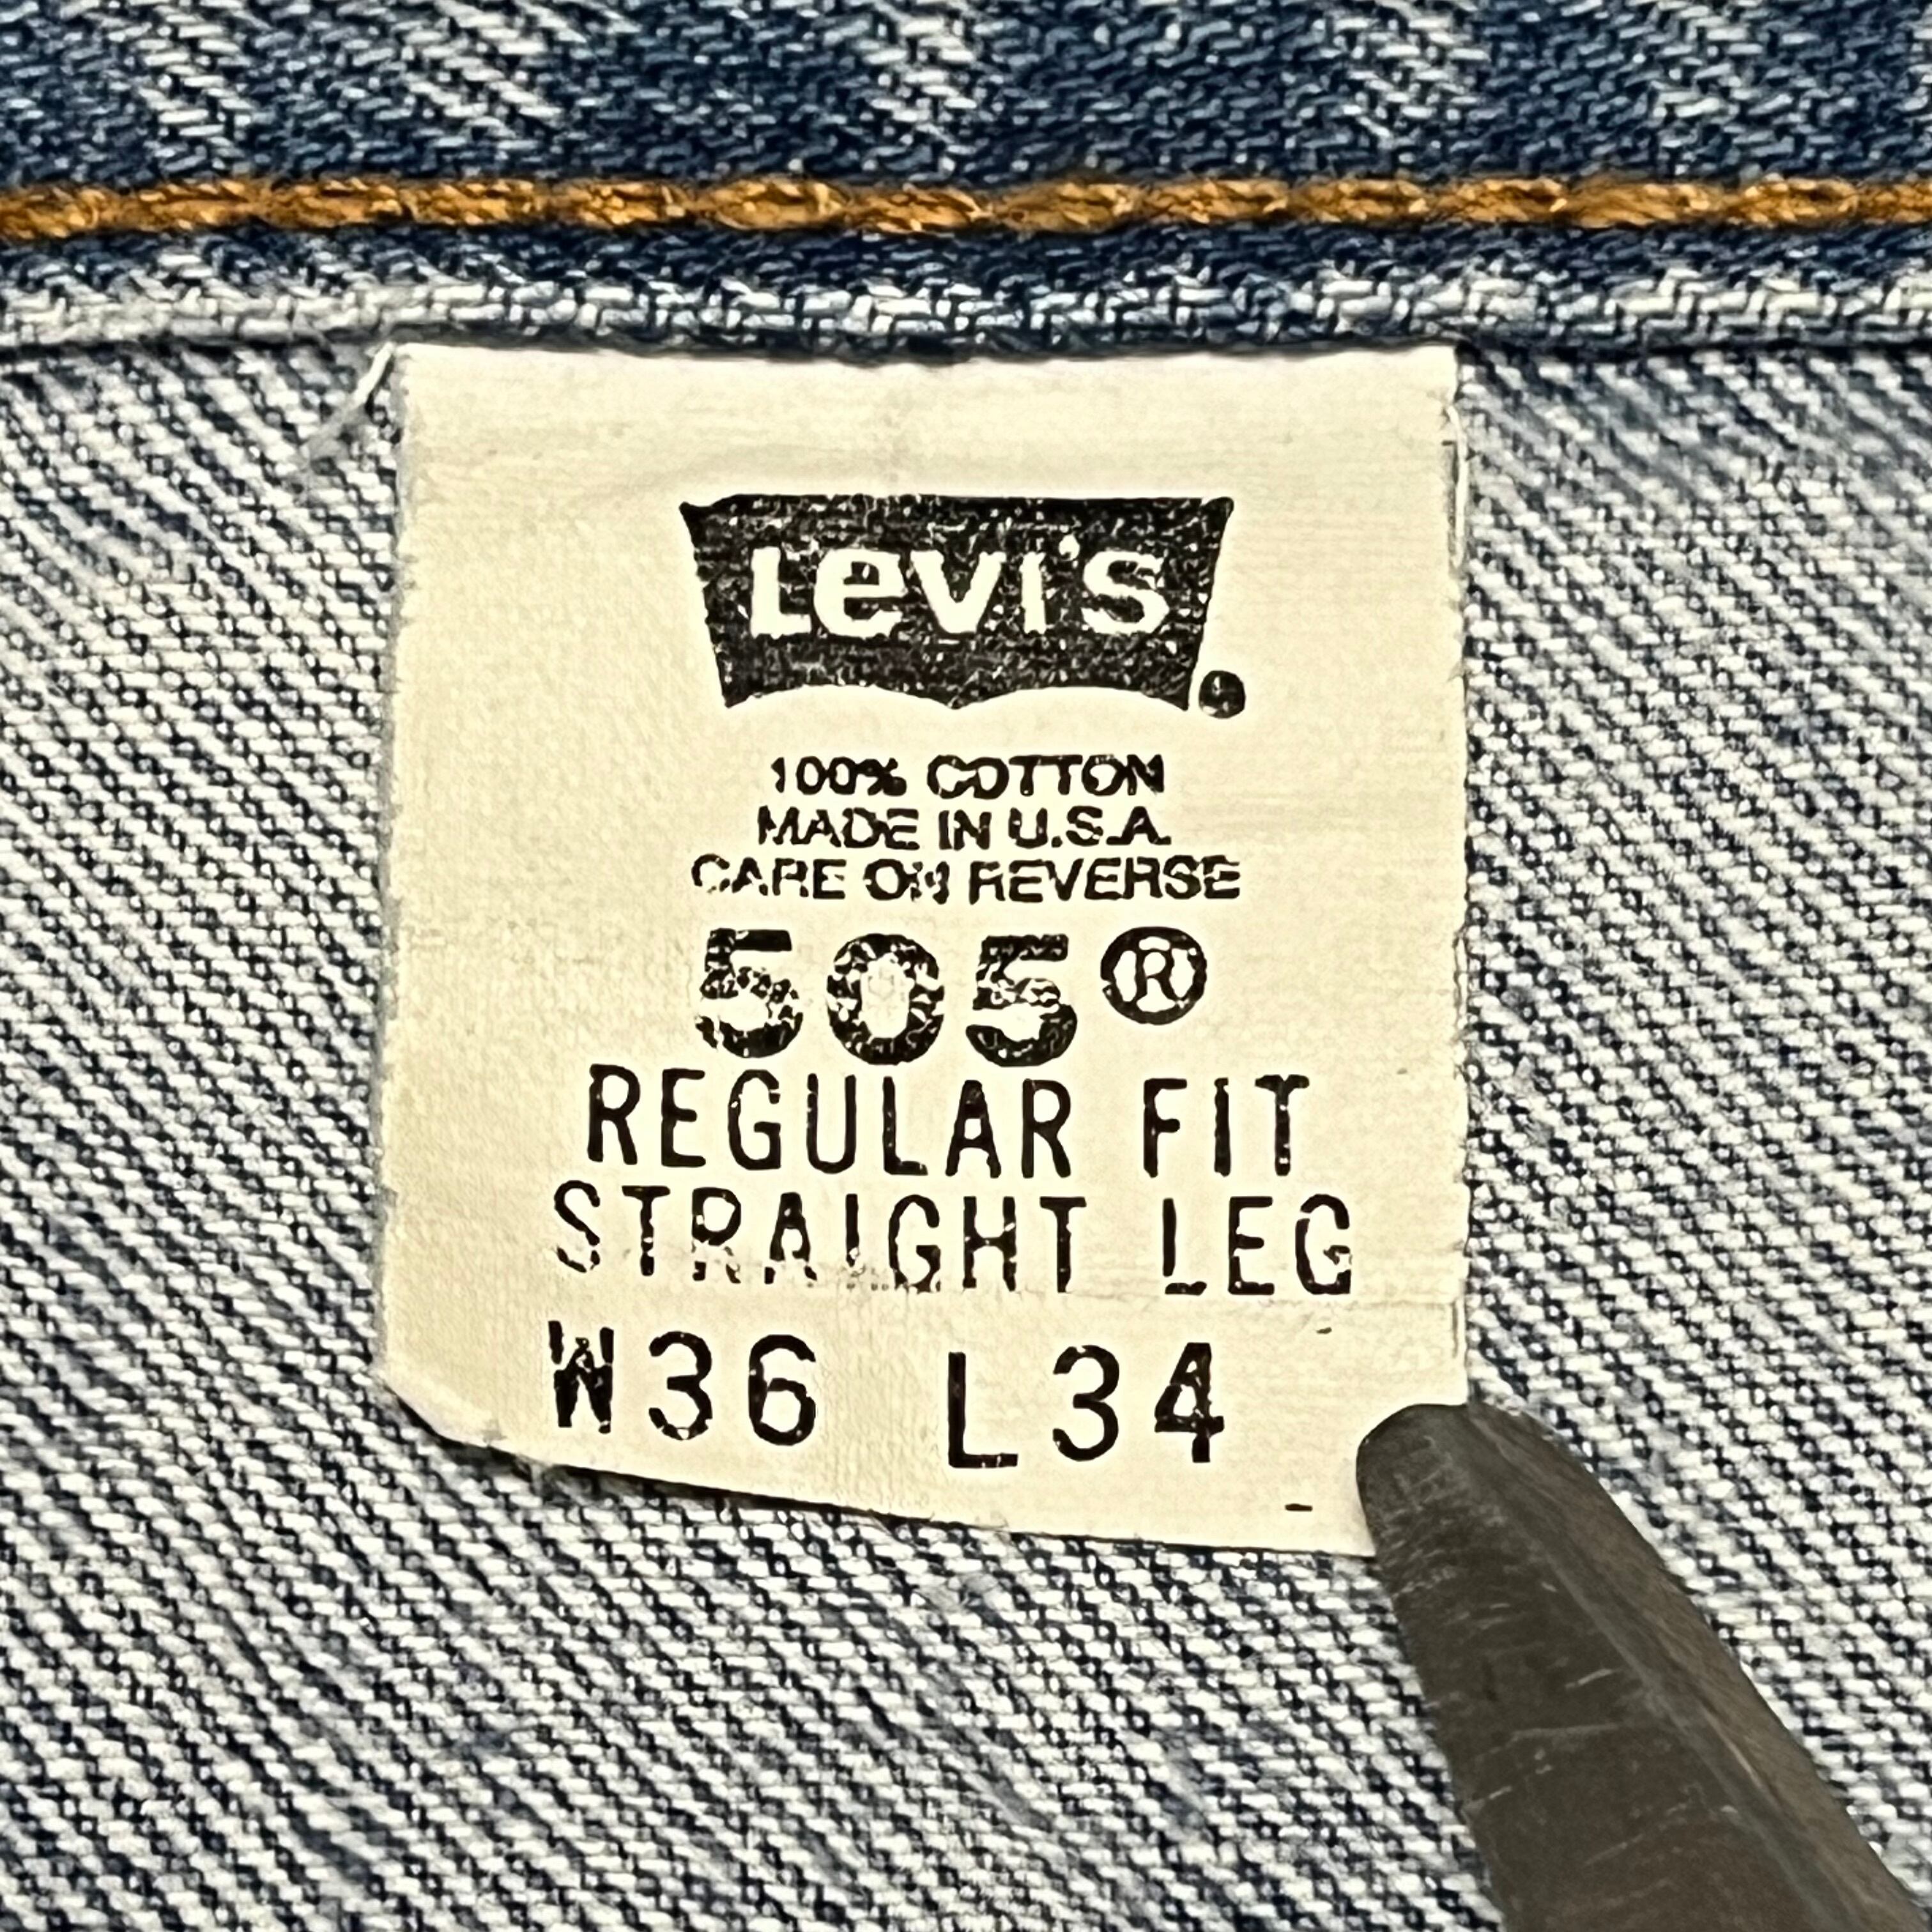 Levi's
100% COTTON
MADE IN U.S.A.
CARE ON REVERSE
505®
REGULAR FIT
STRAIGHT LEG
W36 L34